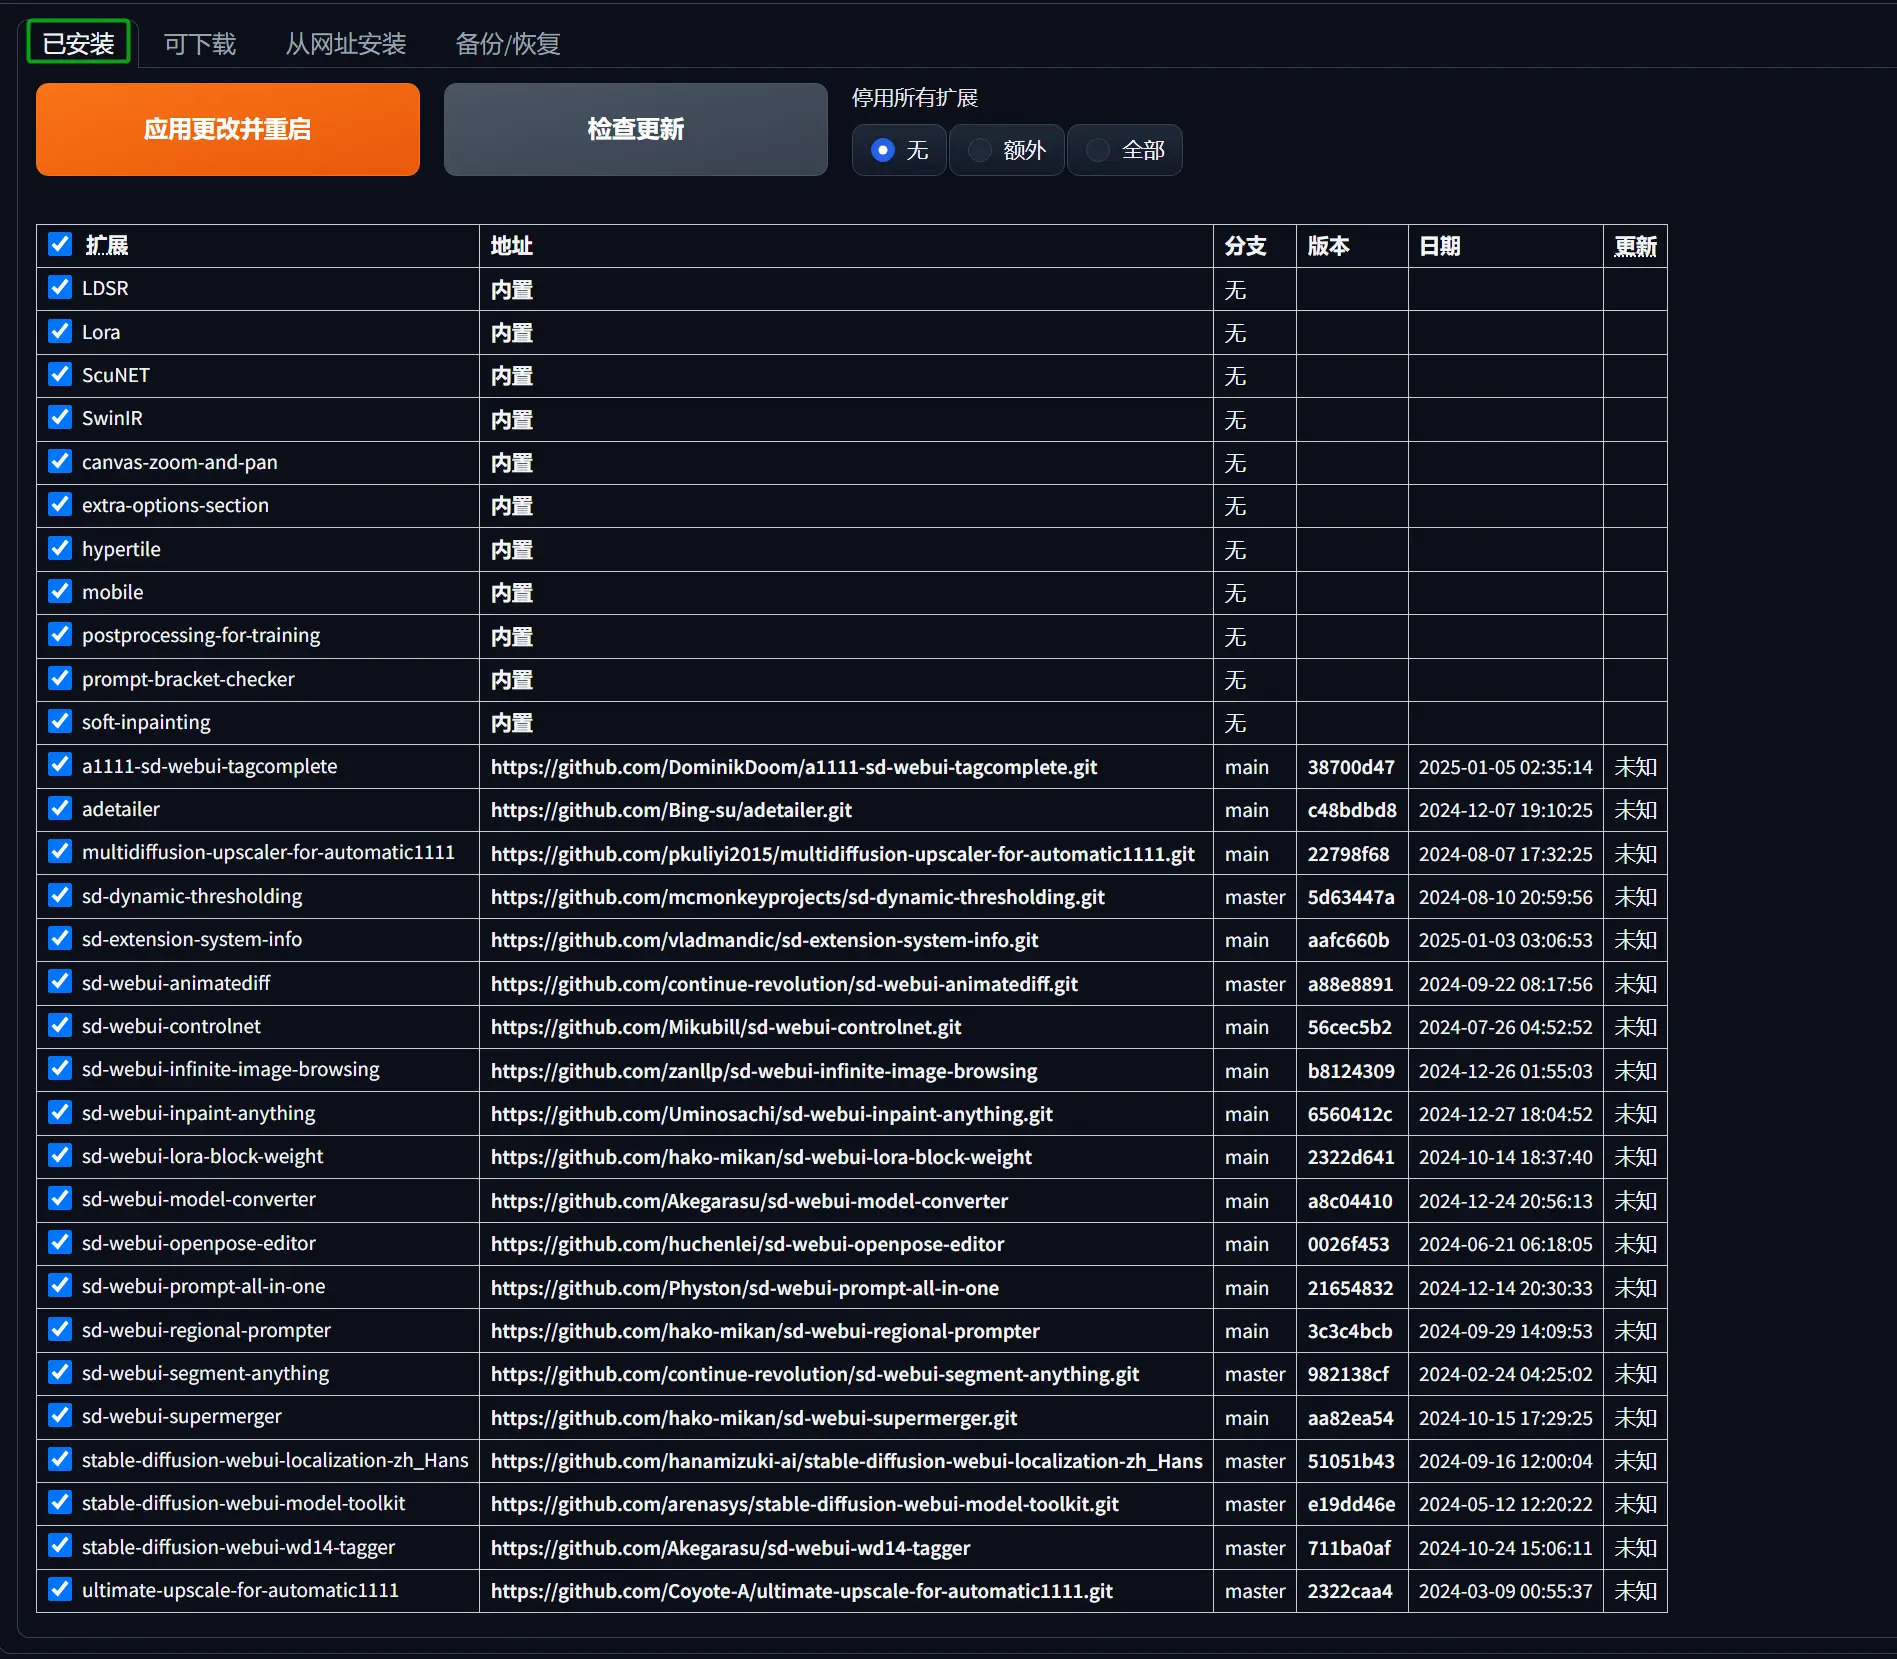 已安装 可下载 从网址安装 备份/恢复
应用更改并重启 检查更新 停用所有扩展
无 额外 全部
扩展 地址 分支 版本 日期 更新
LDSR 内置 无
Lora 内置 无
ScuNET 内置 无
SwinIR 内置 无
canvas-zoom-and-pan 内置 无
extra-options-section 内置 无
hypertile 内置 无
mobile 内置 无
postprocessing-for-training 内置 无
prompt-bracket-checker 内置 无
soft-inpainting 内置 无
a1111-sd-webui-tagcomplete https://github.com/DominikDoom/a1111-sd-webui-tagcomplete.git main 38700d47 2025-01-05 02:35:14 未知
adetailer https://github.com/Bing-su/adetailer.git main c48bdbd8 2024-12-07 19:10:25 未知
multidiffusion-upscaler-for-automatic1111 https://github.com/pkuliyi2015/multidiffusion-upscaler-for-automatic1111.git main 22798f68 2024-08-07 17:32:25 未知
sd-dynamic-thresholding https://github.com/mcmonkeyprojects/sd-dynamic-thresholding.git master 5d63447a 2024-08-10 20:59:56 未知
sd-extension-system-info https://github.com/vladmandic/sd-extension-system-info.git main aafc660b 2025-01-03 03:06:53 未知
sd-webui-animatediff https://github.com/continue-revolution/sd-webui-animatediff.git master a88e8891 2024-09-22 08:17:56 未知
sd-webui-controlnet https://github.com/Mikubill/sd-webui-controlnet.git main 56cec5b2 2024-07-26 04:52:52 未知
sd-webui-infinite-image-browsing https://github.com/zanllp/sd-webui-infinite-image-browsing main b8124309 2024-12-26 01:55:03 未知
sd-webui-inpaint-anything https://github.com/Uminosachi/sd-webui-inpaint-anything.git main 6560412c 2024-12-27 18:04:52 未知
sd-webui-lora-block-weight https://github.com/hako-mikan/sd-webui-lora-block-weight main 2322d641 2024-10-14 18:37:40 未知
sd-webui-model-converter https://github.com/Akegarasu/sd-webui-model-converter main a8c04410 2024-12-24 20:56:13 未知
sd-webui-openpose-editor https://github.com/huchenlei/sd-webui-openpose-editor main 0026f453 2024-06-21 06:18:05 未知
sd-webui-prompt-all-in-one https://github.com/Physton/sd-webui-prompt-all-in-one main 21654832 2024-12-14 20:30:33 未知
sd-webui-regional-prompter https://github.com/hako-mikan/sd-webui-regional-prompter main 3c3c4bcb 2024-09-29 14:09:53 未知
sd-webui-segment-anything https://github.com/continue-revolution/sd-webui-segment-anything.git master 982138cf 2024-02-24 04:25:02 未知
sd-webui-supermerger https://github.com/hako-mikan/sd-webui-supermerger.git main aa82ea54 2024-10-15 17:29:25 未知
stable-diffusion-webui-localization-zh_Hans https://github.com/hanamizuki-ai/stable-diffusion-webui-localization-zh_Hans master 51051b43 2024-09-16 12:00:04 未知
stable-diffusion-webui-model-toolkit https://github.com/arenasys/stable-diffusion-webui-model-toolkit.git master e19dd46e 2024-05-12 12:20:22 未知
stable-diffusion-webui-wd14-tagger https://github.com/Akegarasu/sd-webui-wd14-tagger master 711ba0af 2024-10-24 15:06:11 未知
ultimate-upscale-for-automatic1111 https://github.com/Coyote-A/ultimate-upscale-for-automatic1111.git master 2322caa4 2024-03-09 00:55:37 未知